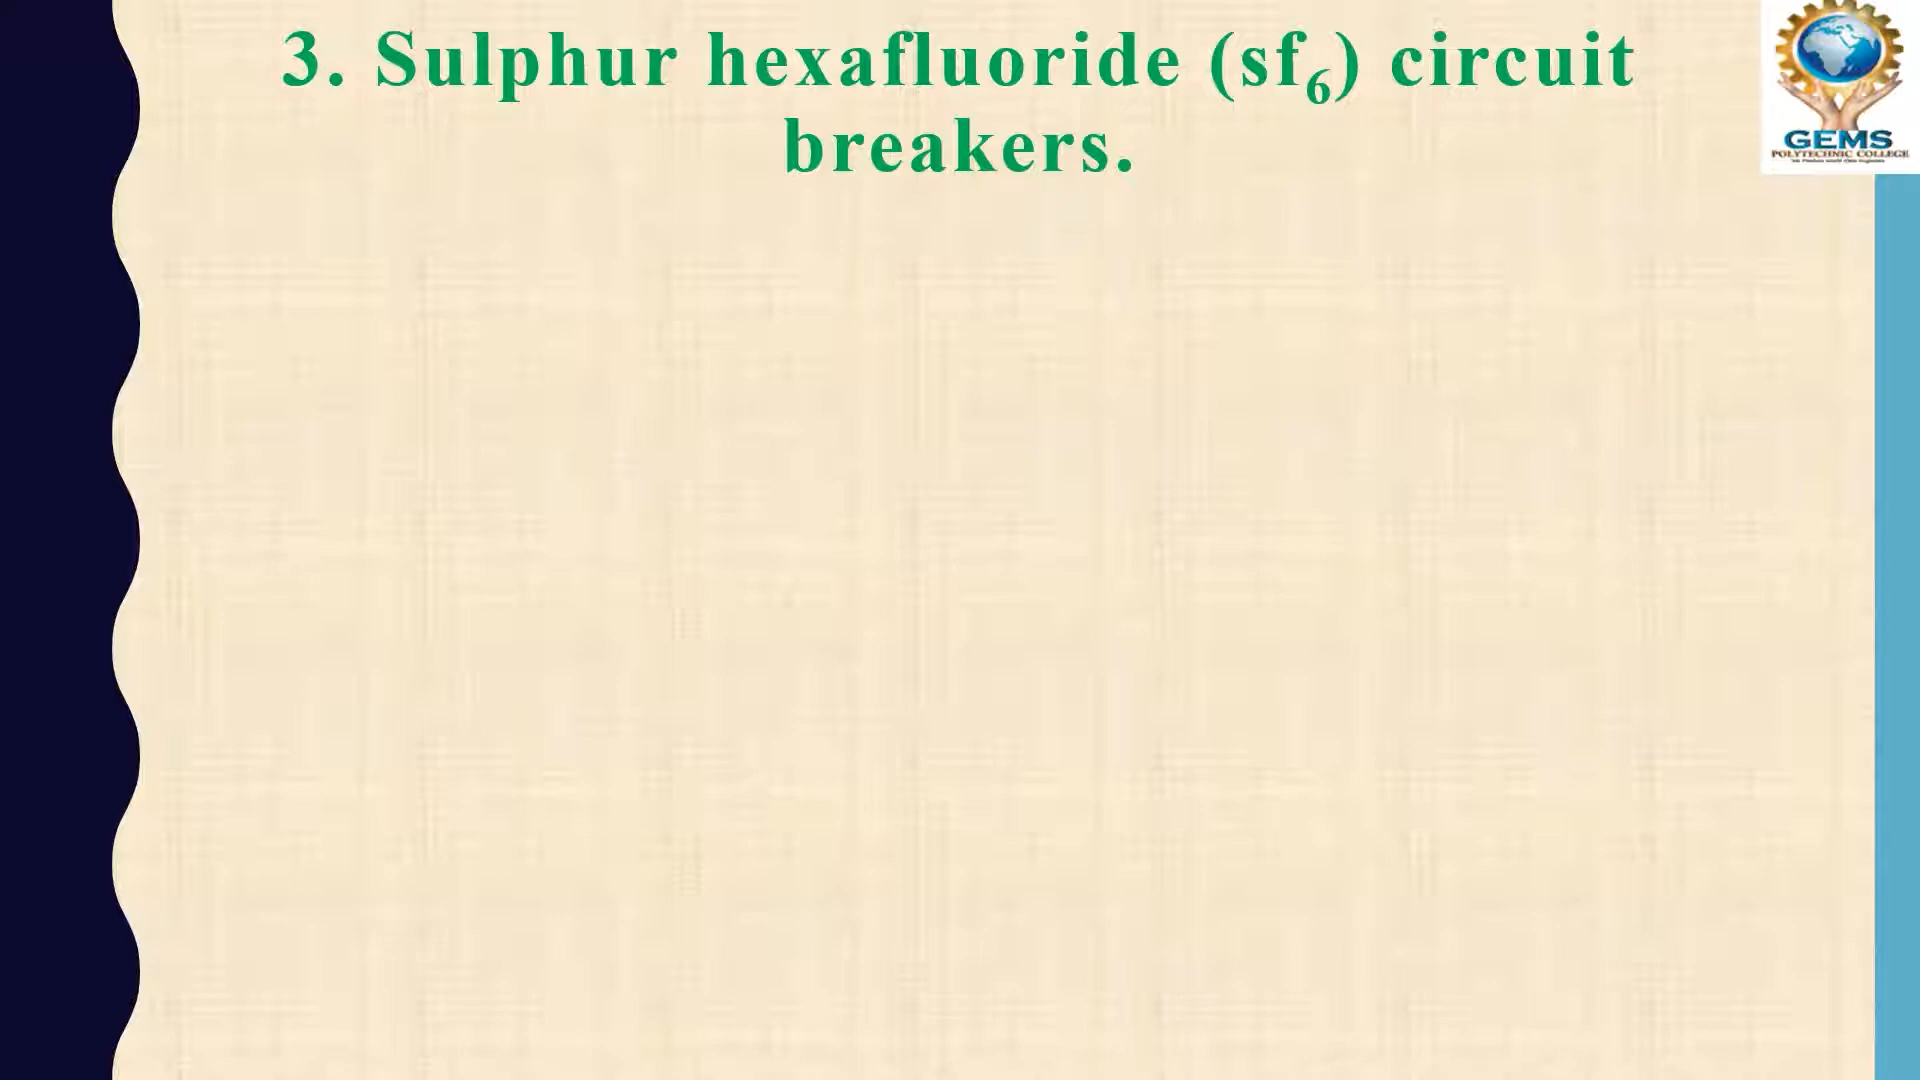 3. Sulphur hexafluoride (sf₆) circuit
breakers.
GEMS
POLYTECHNIC COLLEGE